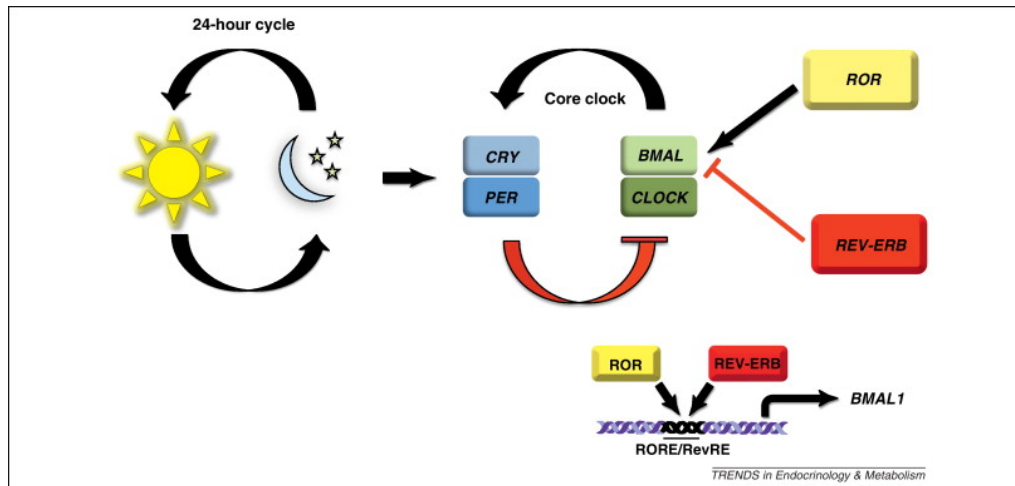 24-hour cycle
Core clock
ROR
CRY
BMAL
PER
CLOCK
REV-ERB
ROR
REV-ERB
BMAL1
RORE/RevRE
TRENDS in Endocrinology & Metabolism